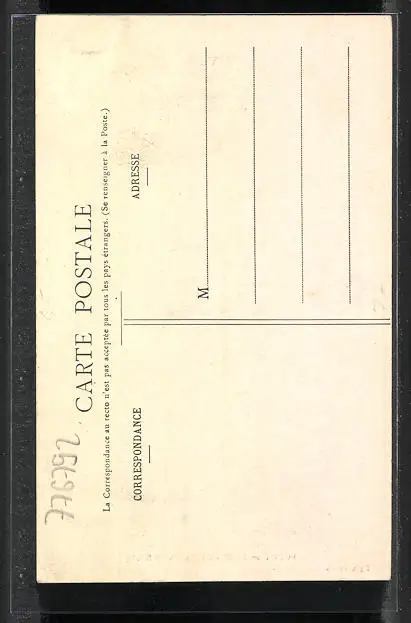 776792
CARTE POSTALE
La Correspondance au recto n'est pas acceptée par tous les pays étrangers. (Se renseigner à la Poste.)
CORRESPONDANCE
ADRESSE
M